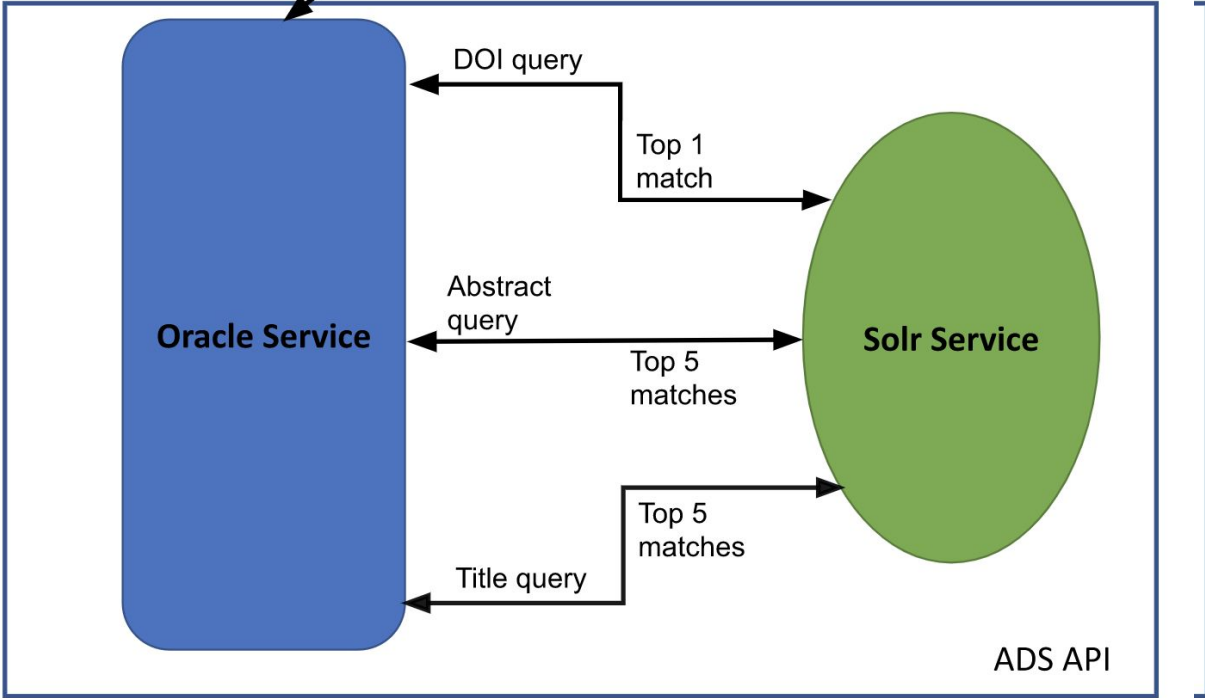 DOI query
Top 1
match
Abstract
query
Oracle Service
Solr Service
Top 5
matches
Top 5
matches
Title query
ADS API